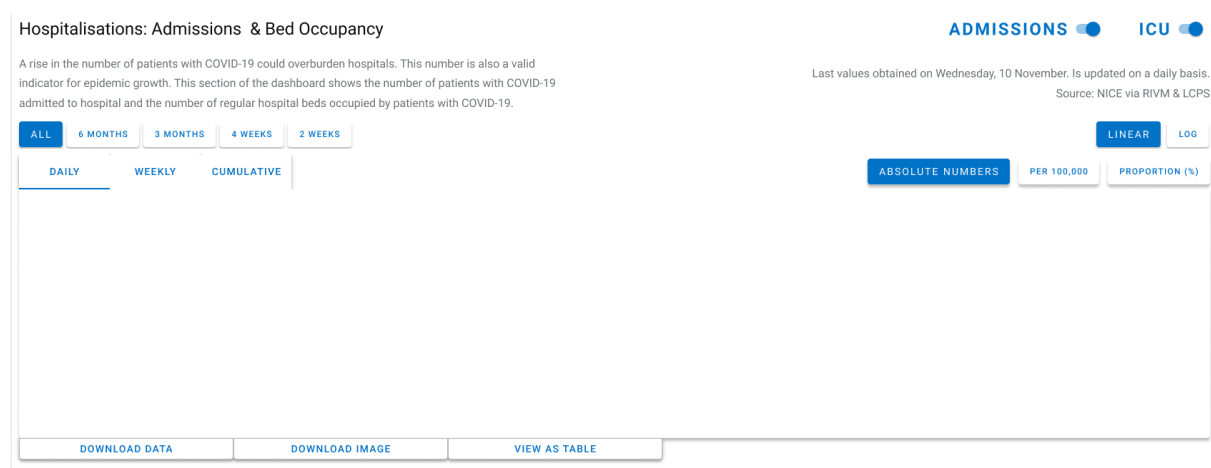 Hospitalisations: Admissions & Bed Occupancy
ADMISSIONS
ICU
A rise in the number of patients with COVID-19 could overburden hospitals. This number is also a valid
indicator for epidemic growth. This section of the dashboard shows the number of patients with COVID-19
admitted to hospital and the number of regular hospital beds occupied by patients with COVID-19.
Last values obtained on Wednesday, 10 November. Is updated on a daily basis.
Source: NICE via RIVM & LCPS
ALL 6 MONTHS 3 MONTHS 4 WEEKS 2 WEEKS
LINEAR LOG
DAILY WEEKLY CUMULATIVE
ABSOLUTE NUMBERS PER 100,000 PROPORTION (%)
DOWNLOAD DATA DOWNLOAD IMAGE VIEW AS TABLE